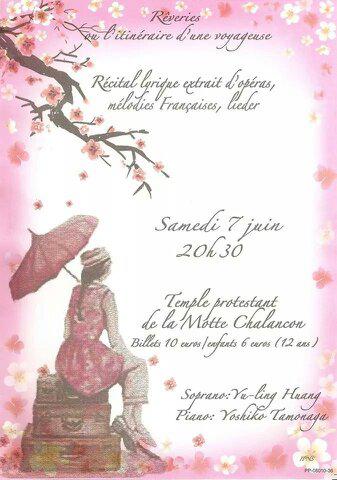 Rêveries
ou l'itinéraire d'une voyageuse
Récital lyrique extrait d'opéras,
mélodies Françaises, lieder
Samedi 7 juin
20h30
Temple protestant
de la Motte Chalancon
Billets 10 euros/enfants 6 euros (12 ans)
Soprano: Yu-ling Huang
Piano: Yoshiko Tamonaga